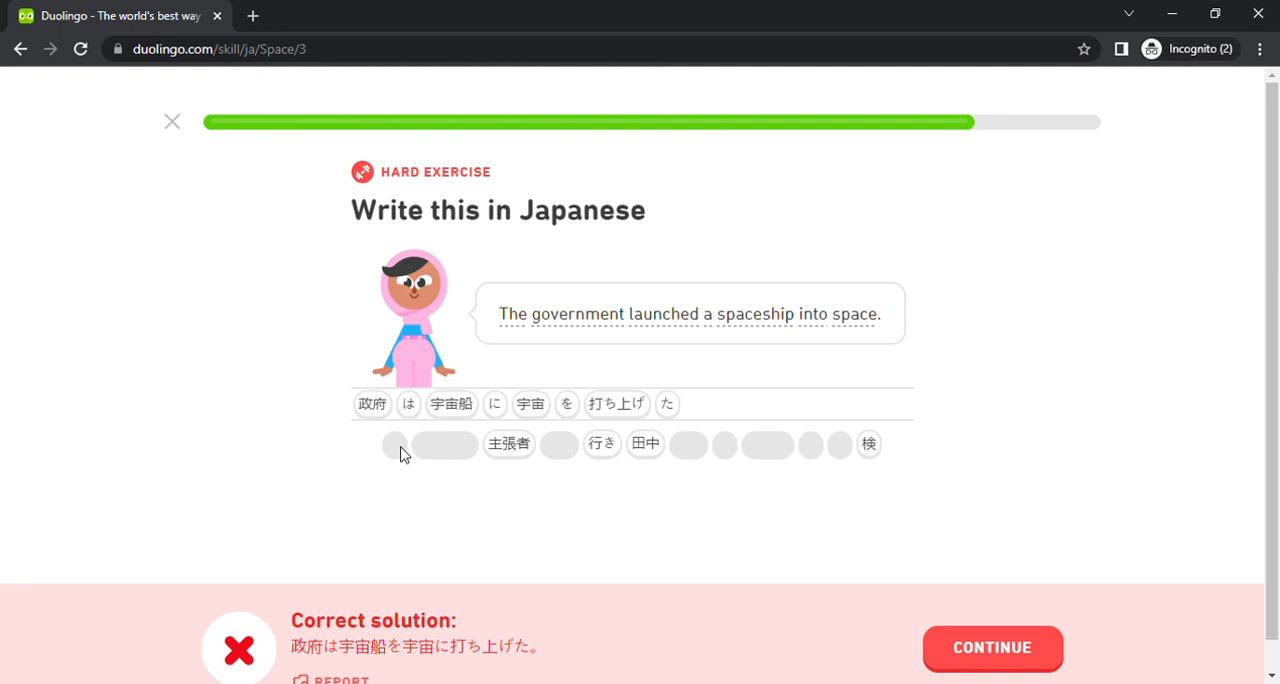 Duolingo - The world's best way
duolingo.com/skill/ja/Space/3
Incognito (2)
HARD EXERCISE
Write this in Japanese
The government launched a spaceship into space.
政府 は 宇宙船 に 宇宙 を 打ち上げ た
主張者 行き 田中 検
Correct solution:
政府は宇宙船を宇宙に打ち上げた。
CONTINUE
REPORT